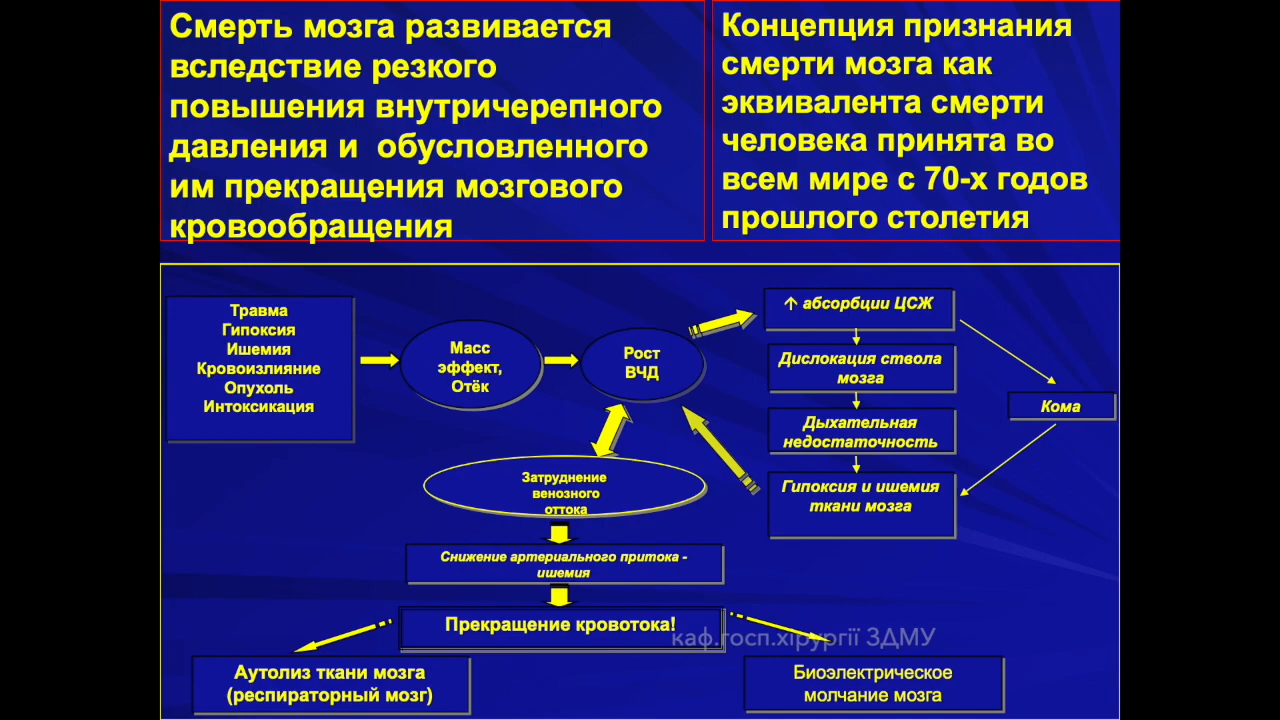 Смерть мозга развивается
вследствие резкого
повышения внутричерепного
давления и обусловленного
им прекращения мозгового
кровообращения
Концепция признания
смерти мозга как
эквивалента смерти
человека принята во
всем мире с 70-х годов
прошлого столетия
Травма
Гипоксия
Ишемия
Кровоизлияние
Опухоль
Интоксикация
Масс
эффект,
Отёк
Рост
ВЧД
↑ абсорбции ЦСЖ
Дислокация ствола
мозга
Дыхательная
недостаточность
Гипоксия и ишемия
ткани мозга
Кома
Затруднение
венозного
оттока
Снижение артериального притока -
ишемия
Прекращение кровотока!
каф.госп.хірургії ЗДМУ
Аутолиз ткани мозга
(респираторный мозг)
Биоэлектрическое
молчание мозга